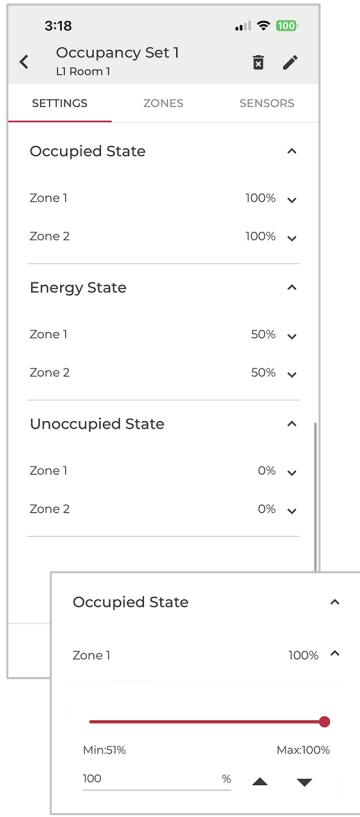 3:18
100
Occupancy Set 1
L1 Room 1
SETTINGS ZONES SENSORS
Occupied State
Zone 1 100%
Zone 2 100%
Energy State
Zone 1 50%
Zone 2 50%
Unoccupied State
Zone 1 0%
Zone 2 0%
Occupied State
Zone 1 100%
Min:51% Max:100%
100 %